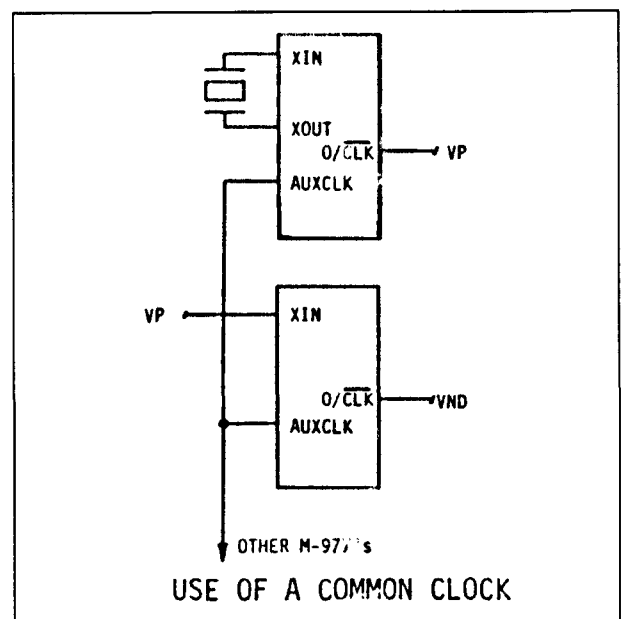 XIN
XOUT
O/CLK VP
AUXCLK
VP XIN
O/CLK VND
AUXCLK
OTHER
USE OF A COMMON CLOCK